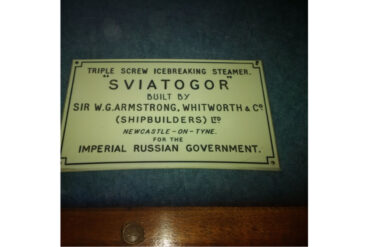 TRIPLE SCREW ICEBREAKING STEAMER.
"SVIATOGOR"
BUILT BY
SIR W.G.ARMSTRONG, WHITWORTH & Co
(SHIPBUILDERS) LTD
NEWCASTLE-ON-TYNE.
FOR THE
IMPERIAL RUSSIAN GOVERNMENT.